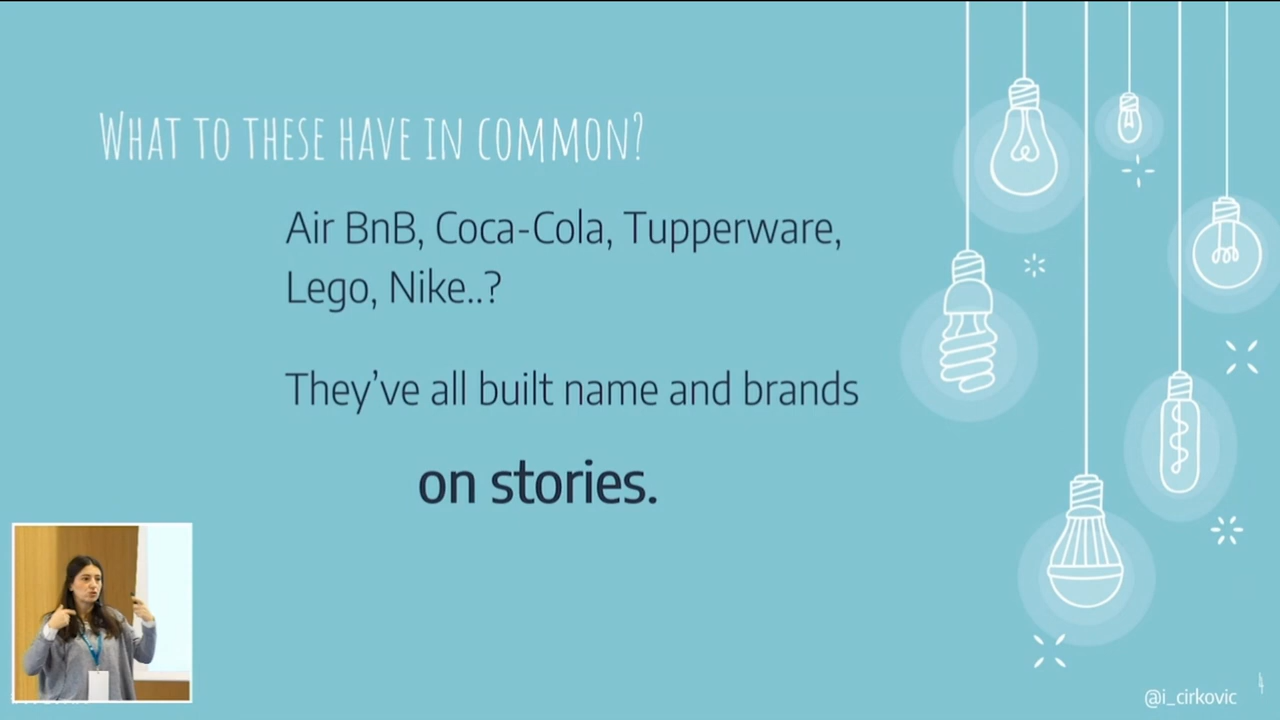 WHAT TO THESE HAVE IN COMMON?
Air BnB, Coca-Cola, Tupperware,
Lego, Nike..?
They've all built name and brands
on stories.
@i_cirkovic
4